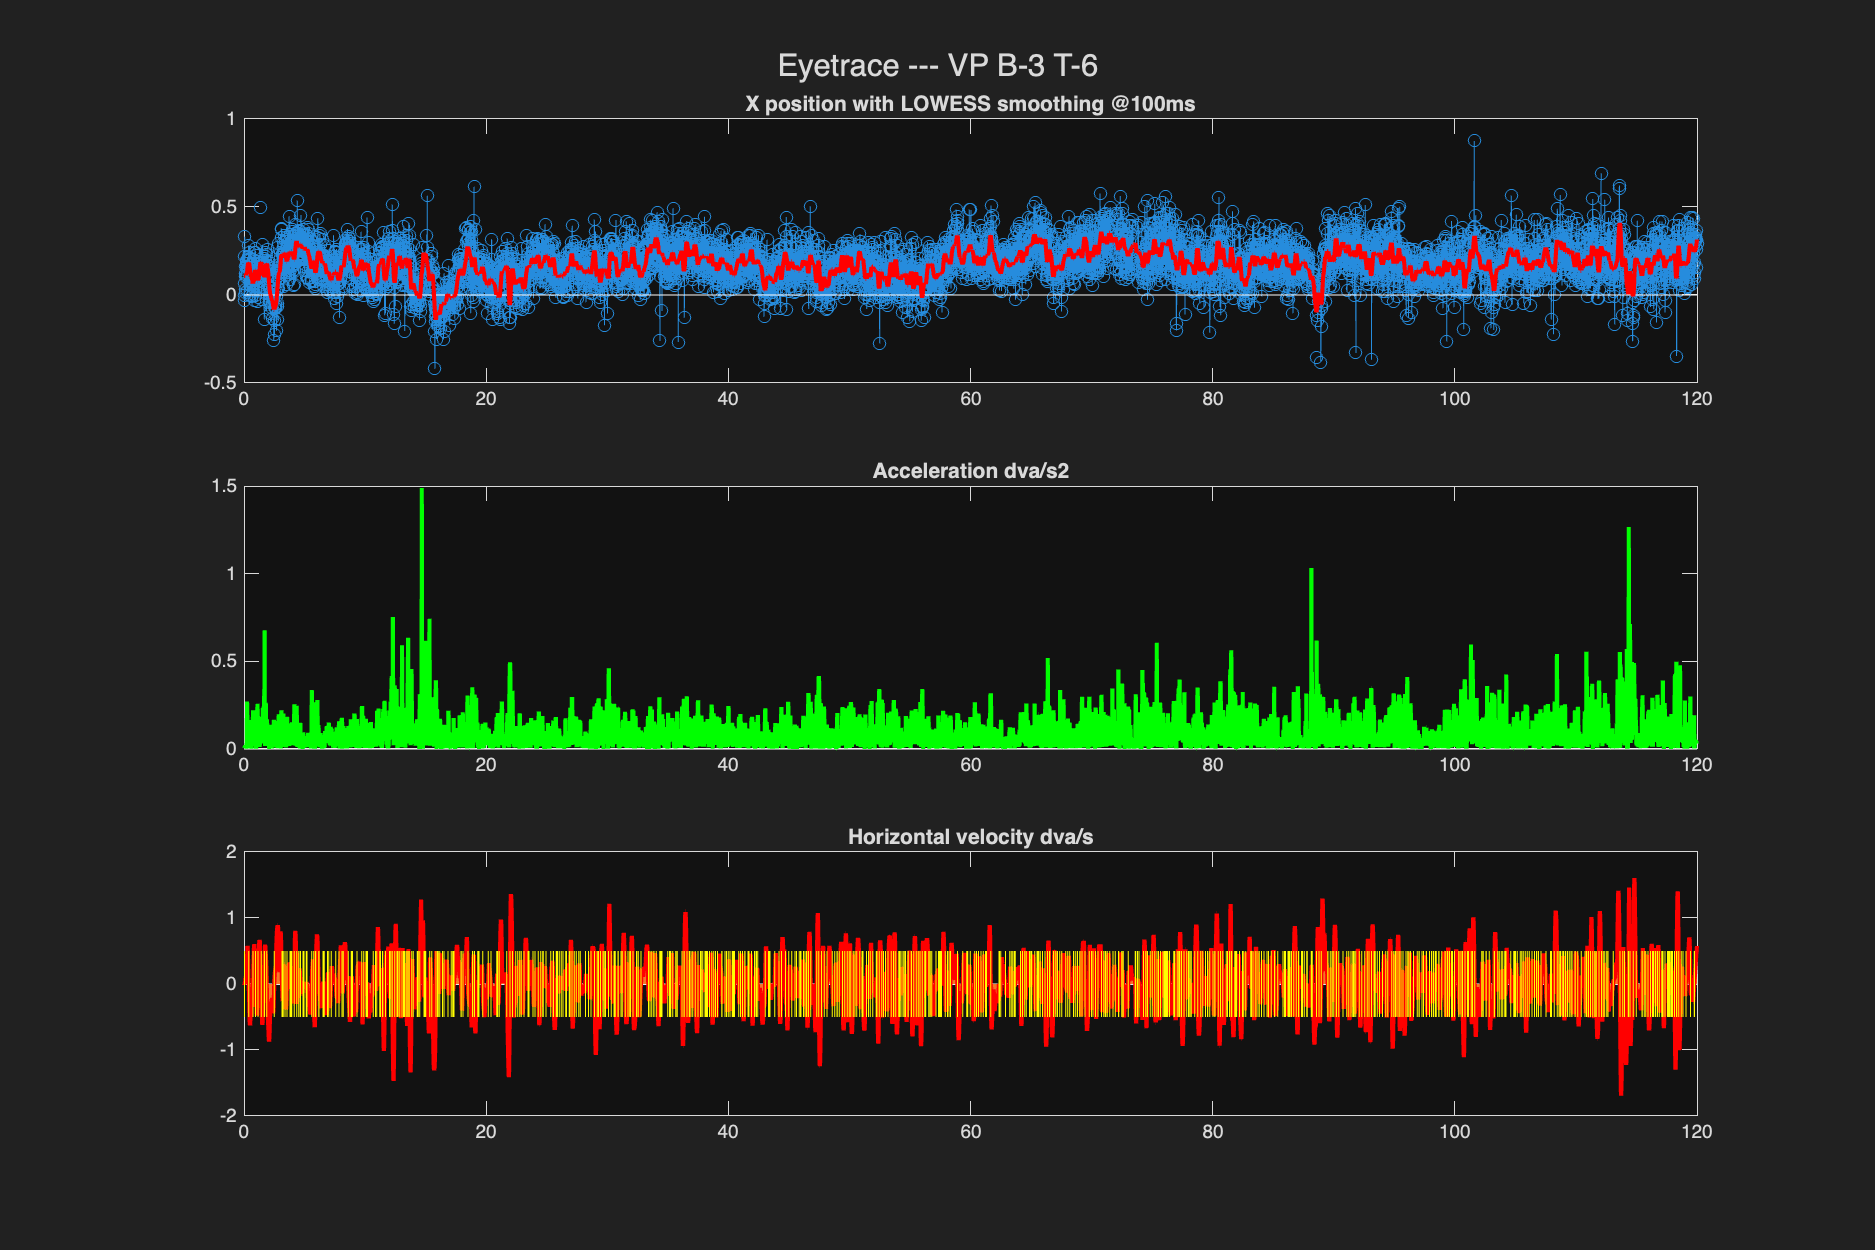 Eyetrace --- VP B-3 T-6
X position with LOWESS smoothing @100ms
1
0.5
0
-0.5
0 20 40 60 80 100 120
Acceleration dva/s2
1.5
1
0.5
0
0 20 40 60 80 100 120
Horizontal velocity dva/s
2
1
0
-1
-2
0 20 40 60 80 100 120